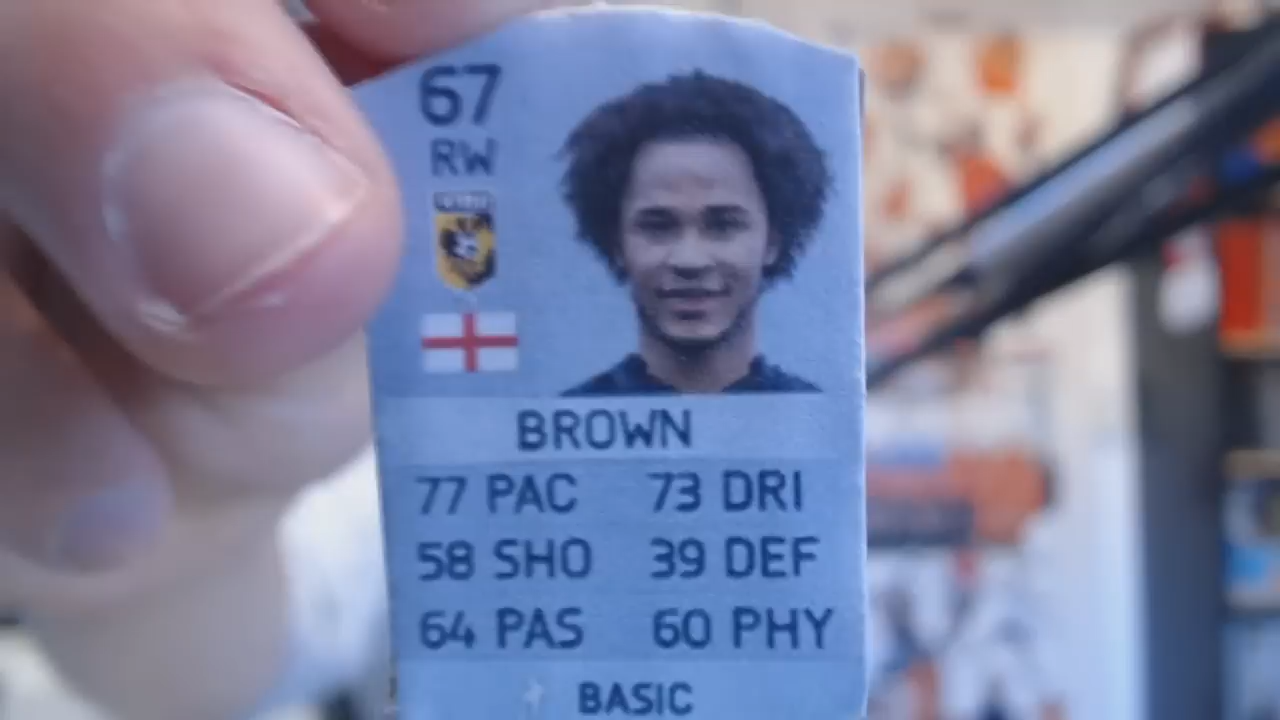 67
RW
BROWN
77 PAC 73 DRI
58 SHO 39 DEF
64 PAS 60 PHY
BASIC